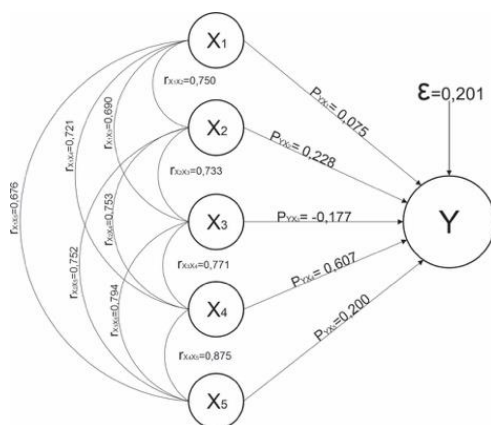 X₁
rX₁X₂=0,750
PYX₁= 0,075
ε=0,201
rX₁X₄=0,721
rX₁X₃=0,690
X₂
PYX₂= 0,228
rX₁X₅=0,676
rX₂X₃=0,733
rX₂X₄=0,753
X₃
PYX₃= -0,177
Y
rX₂X₅=0,752
rX₃X₄=0,771
PYX₄= 0,607
rX₃X₅=0,794
X₄
rX₄X₅=0,875
PYX₅=0,200
X₅